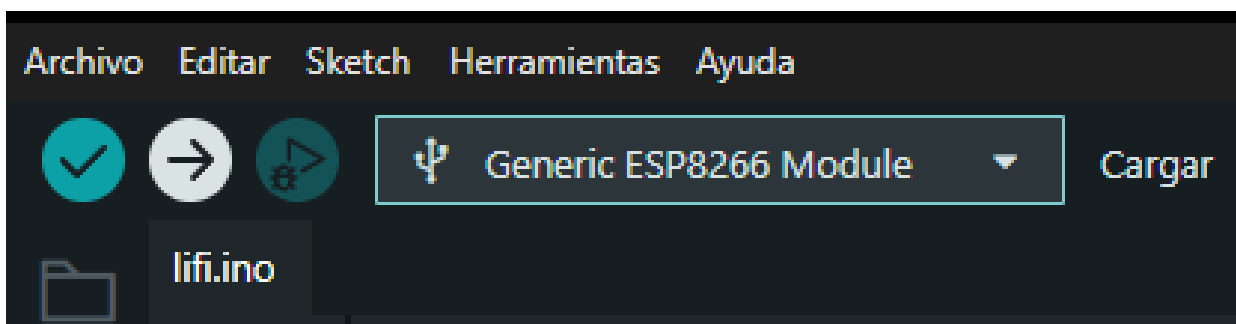 Archivo Editar Sketch Herramientas Ayuda
Generic ESP8266 Module Cargar
lifi.ino